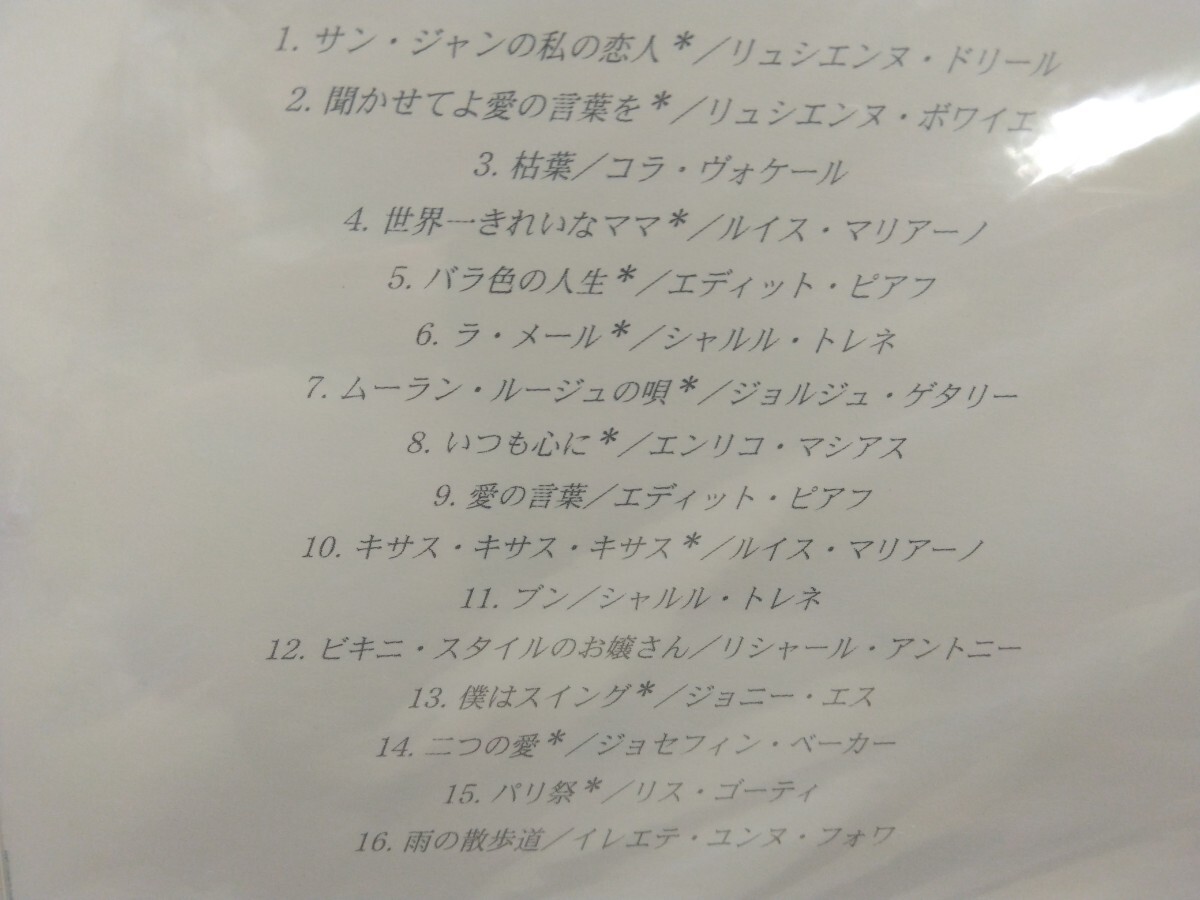 1. サン・ジャンの私の恋人*／リュシエンヌ・ドリール
2. 聞かせてよ愛の言葉を*／リュシエンヌ・ボワイエ
3. 枯葉／コラ・ヴォケール
4. 世界一きれいなママ*／ルイス・マリアーノ
5. バラ色の人生*／エディット・ピアフ
6. ラ・メール*／シャルル・トレネ
7. ムーラン・ルージュの唄*／ジョルジュ・ゲタリー
8. いつも心に*／エンリコ・マシアス
9. 愛の言葉／エディット・ピアフ
10. キサス・キサス・キサス*／ルイス・マリアーノ
11. ブン／シャルル・トレネ
12. ビキニ・スタイルのお嬢さん／リシャール・アントニー
13. 僕はスイング*／ジョニー・エス
14. 二つの愛*／ジョセフィン・ベーカー
15. パリ祭*／リス・ゴーティ
16. 雨の散歩道／イレエテ・ユンヌ・フォワ